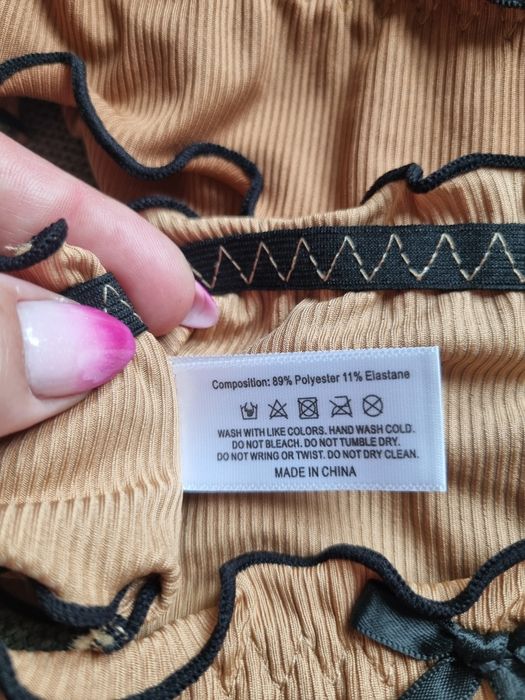 Composition: 89% Polyester 11% Elastane
WASH WITH LIKE COLORS. HAND WASH COLD.
DO NOT BLEACH. DO NOT TUMBLE DRY.
DO NOT WRING OR TWIST. DO NOT DRY CLEAN.
MADE IN CHINA